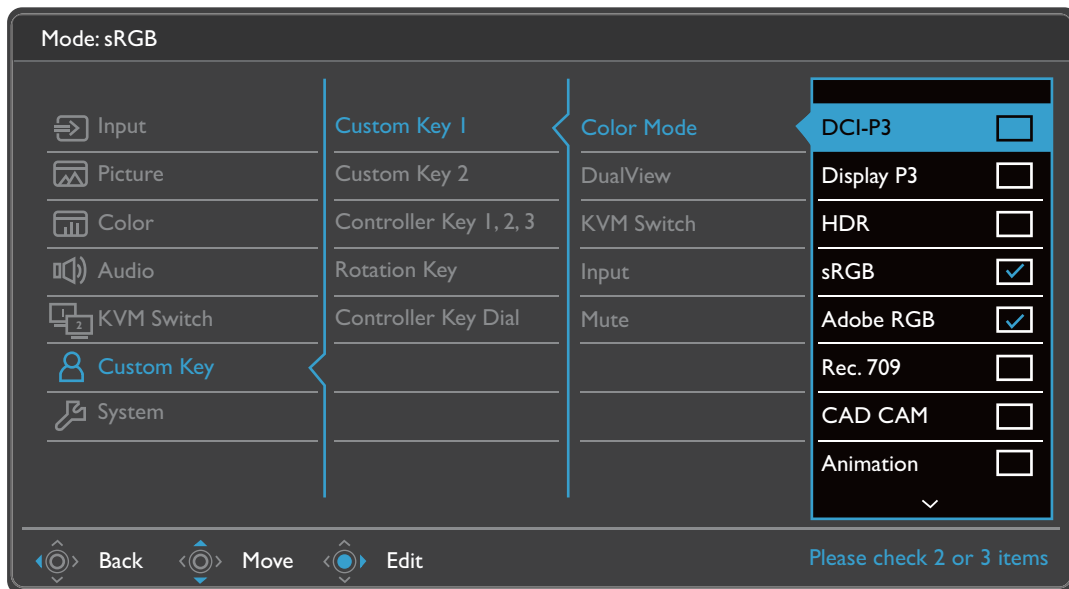 Mode: sRGB
Input
Picture
Color
Audio
KVM Switch
Custom Key
System
Custom Key 1
Custom Key 2
Controller Key 1, 2, 3
Rotation Key
Controller Key Dial
Color Mode
DualView
KVM Switch
Input
Mute
DCI-P3
Display P3
HDR
sRGB
Adobe RGB
Rec. 709
CAD CAM
Animation
1
2
Back
Move
Edit
Please check 2 or 3 items